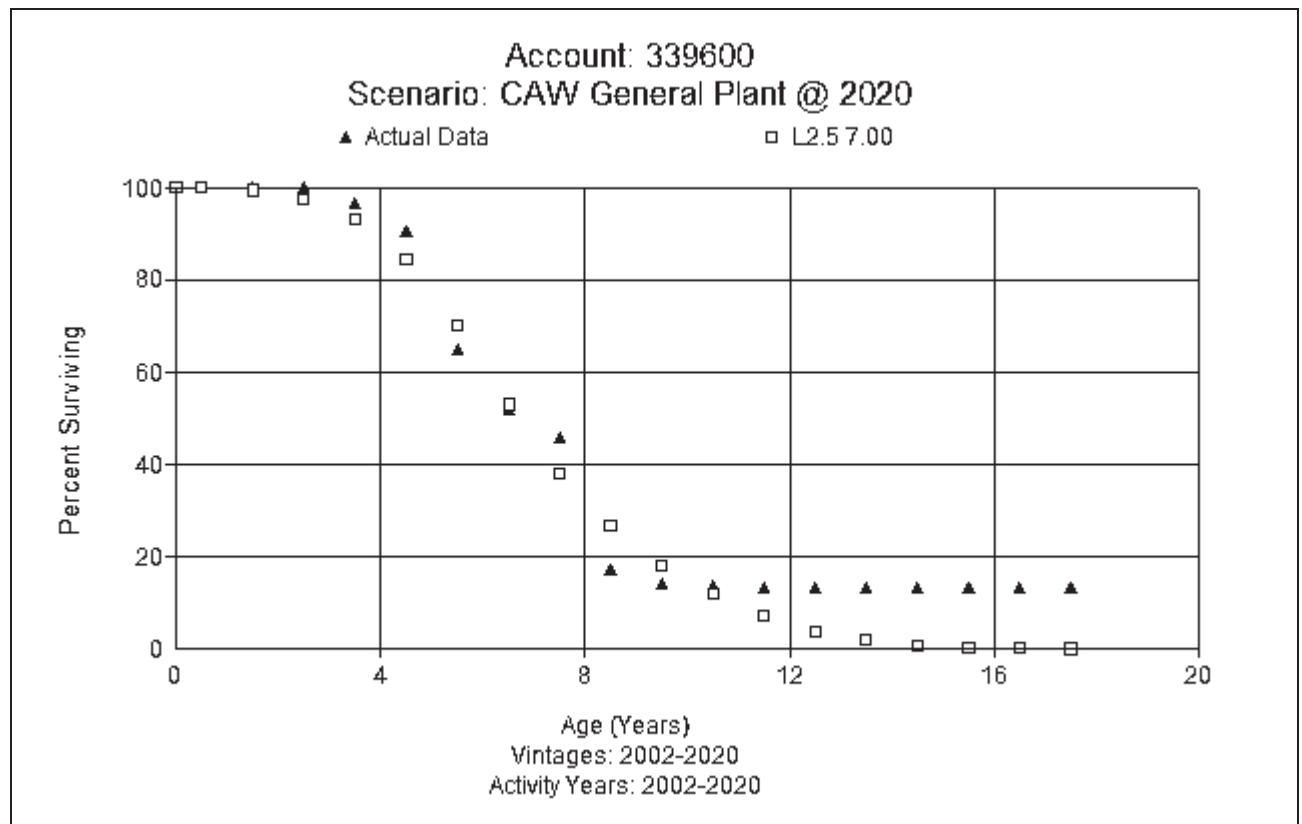 Account: 339600
Scenario: CAW General Plant @ 2020
▲ Actual Data □ L2.5 7.00
100
80
60
40
20
0
Percent Surviving
0 4 8 12 16 20
Age (Years)
Vintages: 2002-2020
Activity Years: 2002-2020